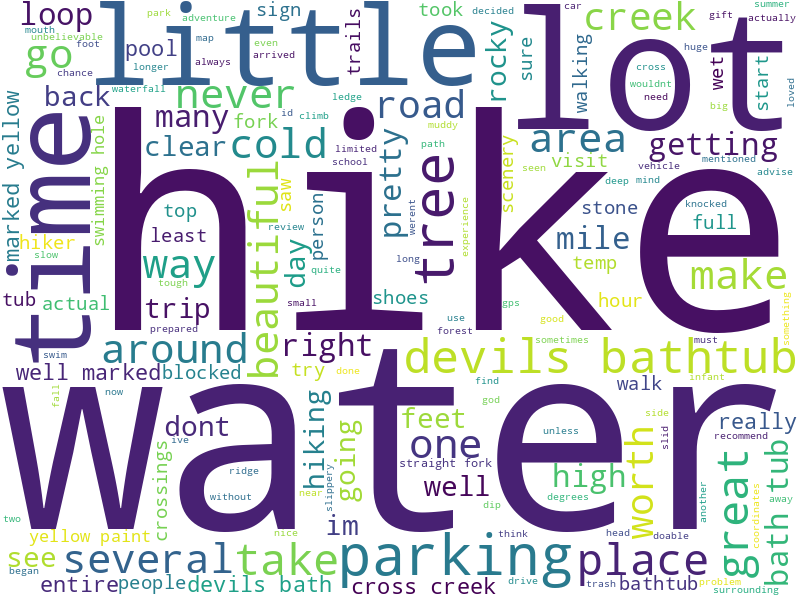 park adventure sign took decided car gift summer actually
mouth loop
unbelievable map even
foot always
go chance pool longer arrived little trails rocky sure walking creek huge cross wouldnt lot wet start loved
waterfall never ledge need big
back many id climb road
marked yellow time swimming hole fork muddy area getting
clear cold limited path pretty tree scenery seen visit deep mind mentioned advise
school vehicle
hike
top beautiful saw person werent stone knocked full
hiker least day review experience mile
slow way quite long temp make
tough
tub actual trip small shoes gps hour something
prepared use good
forest sometimes must
swim around right devils bathtub
well marked blocked try done find infant walk
fall now god really
water
dont hiking going feet one unless side slid recommend
ive crossings straight fork worth great bath tub
ridge well high away
without slippery degrees another coordinates
two near dip
yellow paint im doable
nice think head
see several take parking place
began drive trash problem
entire people devils bath cross creek bathtub surrounding